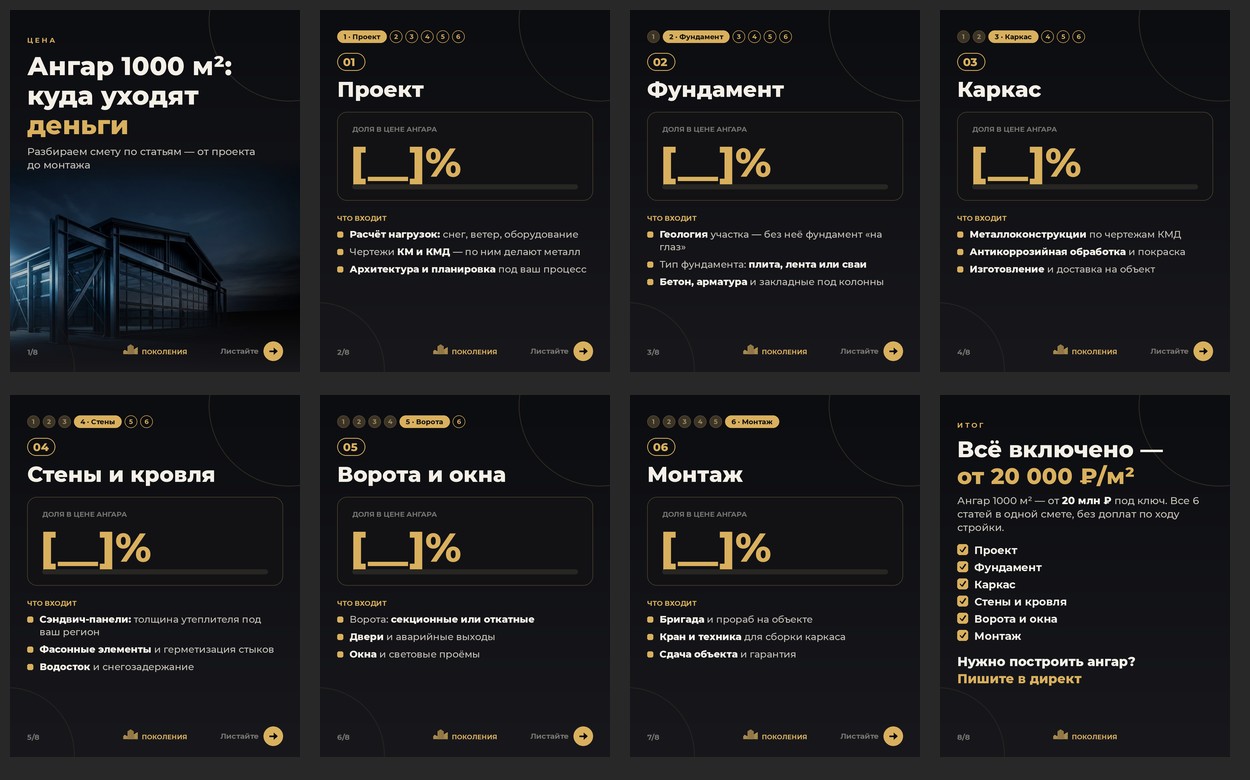 ЦЕНА
Ангар 1000 м²:
куда уходят
деньги
Разбираем смету по статьям — от проекта
до монтажа
1/8
ПОКОЛЕНИЯ
Листайте
1 · Проект 2 3 4 5 6
01
Проект
ДОЛЯ В ЦЕНЕ АНГАРА
[__]%
ЧТО ВХОДИТ
Расчёт нагрузок: снег, ветер, оборудование
Чертежи КМ и КМД — по ним делают металл
Архитектура и планировка под ваш процесс
2/8
ПОКОЛЕНИЯ
Листайте
1 2 · Фундамент 3 4 5 6
02
Фундамент
ДОЛЯ В ЦЕНЕ АНГАРА
[__]%
ЧТО ВХОДИТ
Геология участка — без неё фундамент «на
глаз»
Тип фундамента: плита, лента или сваи
Бетон, арматура и закладные под колонны
3/8
ПОКОЛЕНИЯ
Листайте
1 2 3 · Каркас 4 5 6
03
Каркас
ДОЛЯ В ЦЕНЕ АНГАРА
[__]%
ЧТО ВХОДИТ
Металлоконструкции по чертежам КМД
Антикоррозийная обработка и покраска
Изготовление и доставка на объект
4/8
ПОКОЛЕНИЯ
Листайте
1 2 3 4 · Стены 5 6
04
Стены и кровля
ДОЛЯ В ЦЕНЕ АНГАРА
[__]%
ЧТО ВХОДИТ
Сэндвич-панели: толщина утеплителя под
ваш регион
Фасонные элементы и герметизация стыков
Водосток и снегозадержание
5/8
ПОКОЛЕНИЯ
Листайте
1 2 3 4 5 · Ворота 6
05
Ворота и окна
ДОЛЯ В ЦЕНЕ АНГАРА
[__]%
ЧТО ВХОДИТ
Ворота: секционные или откатные
Двери и аварийные выходы
Окна и световые проёмы
6/8
ПОКОЛЕНИЯ
Листайте
1 2 3 4 5 6 · Монтаж
06
Монтаж
ДОЛЯ В ЦЕНЕ АНГАРА
[__]%
ЧТО ВХОДИТ
Бригада и прораб на объекте
Кран и техника для сборки каркаса
Сдача объекта и гарантия
7/8
ПОКОЛЕНИЯ
Листайте
ИТОГ
Всё включено —
от 20 000 ₽/м²
Ангар 1000 м² — от 20 млн ₽ под ключ. Все 6
статей в одной смете, без доплат по ходу
стройки.
Проект
Фундамент
Каркас
Стены и кровля
Ворота и окна
Монтаж
Нужно построить ангар?
Пишите в директ
8/8
ПОКОЛЕНИЯ